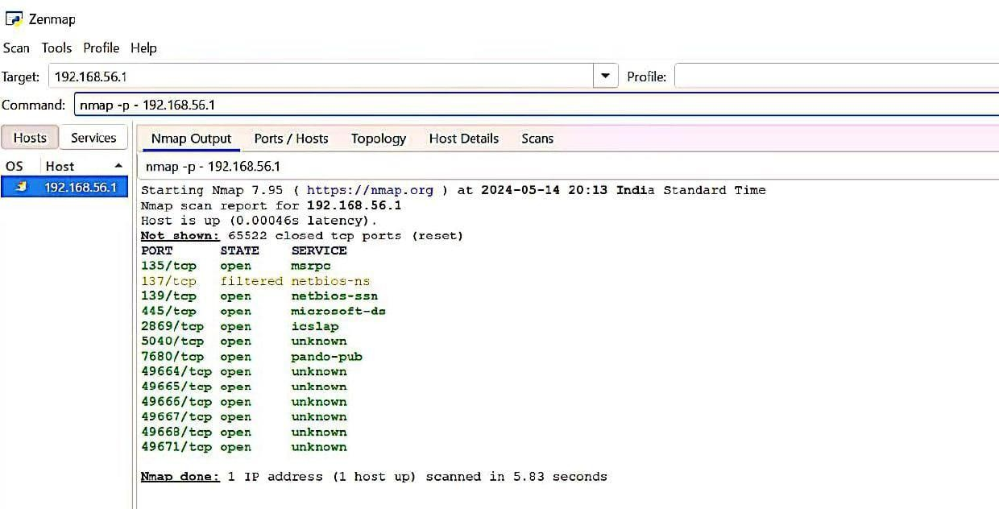 Zenmap
Scan Tools Profile Help
Target: 192.168.56.1 Profile:
Command: nmap -p - 192.168.56.1
Hosts Services Nmap Output Ports / Hosts Topology Host Details Scans
OS Host nmap -p - 192.168.56.1
192.168.56.1
Starting Nmap 7.95 ( https://nmap.org ) at 2024-05-14 20:13 India Standard Time
Nmap scan report for 192.168.56.1
Host is up (0.00046s latency).
Not shown: 65522 closed tcp ports (reset)
PORT STATE SERVICE
135/tcp open msrpc
137/tcp filtered netbios-ns
139/tcp open netbios-ssn
445/tcp open microsoft-ds
2869/tcp open icslap
5040/tcp open unknown
7680/tcp open pando-pub
49664/tcp open unknown
49665/tcp open unknown
49666/tcp open unknown
49667/tcp open unknown
49668/tcp open unknown
49671/tcp open unknown
Nmap done: 1 IP address (1 host up) scanned in 5.83 seconds